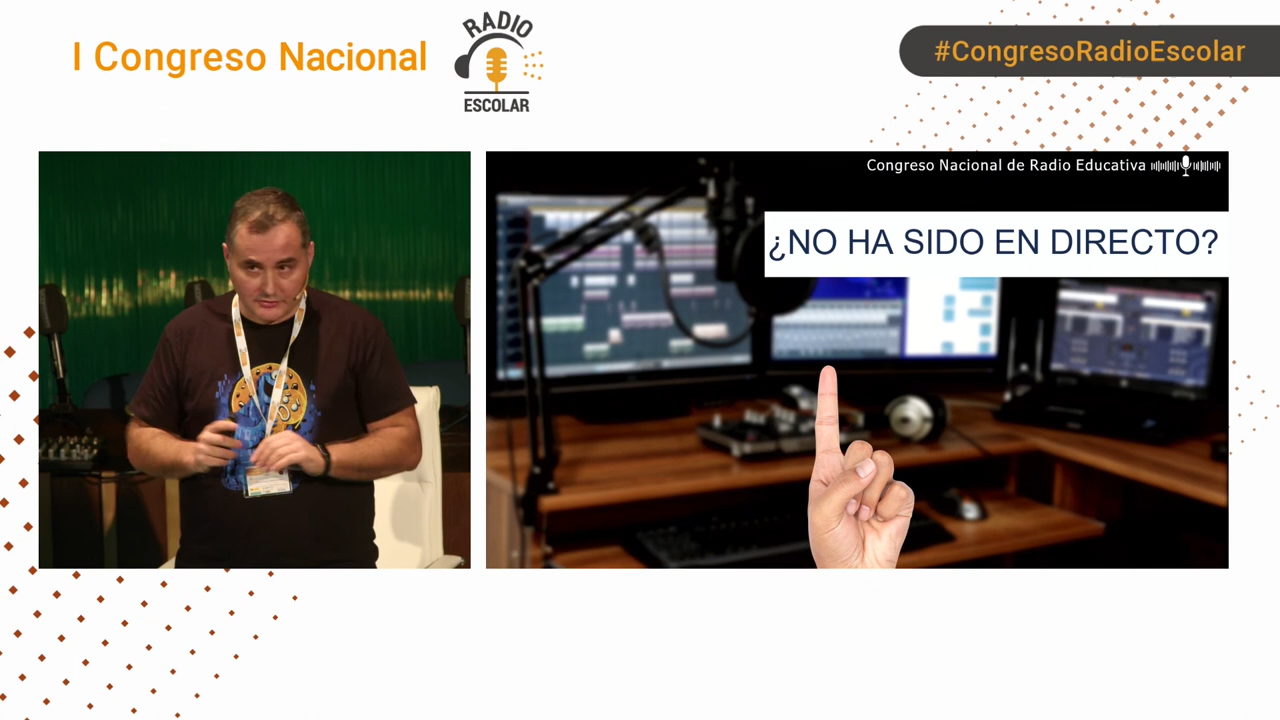 I Congreso Nacional
RADIO
ESCOLAR
#CongresoRadioEscolar
Congreso Nacional de Radio Educativa
¿NO HA SIDO EN DIRECTO?